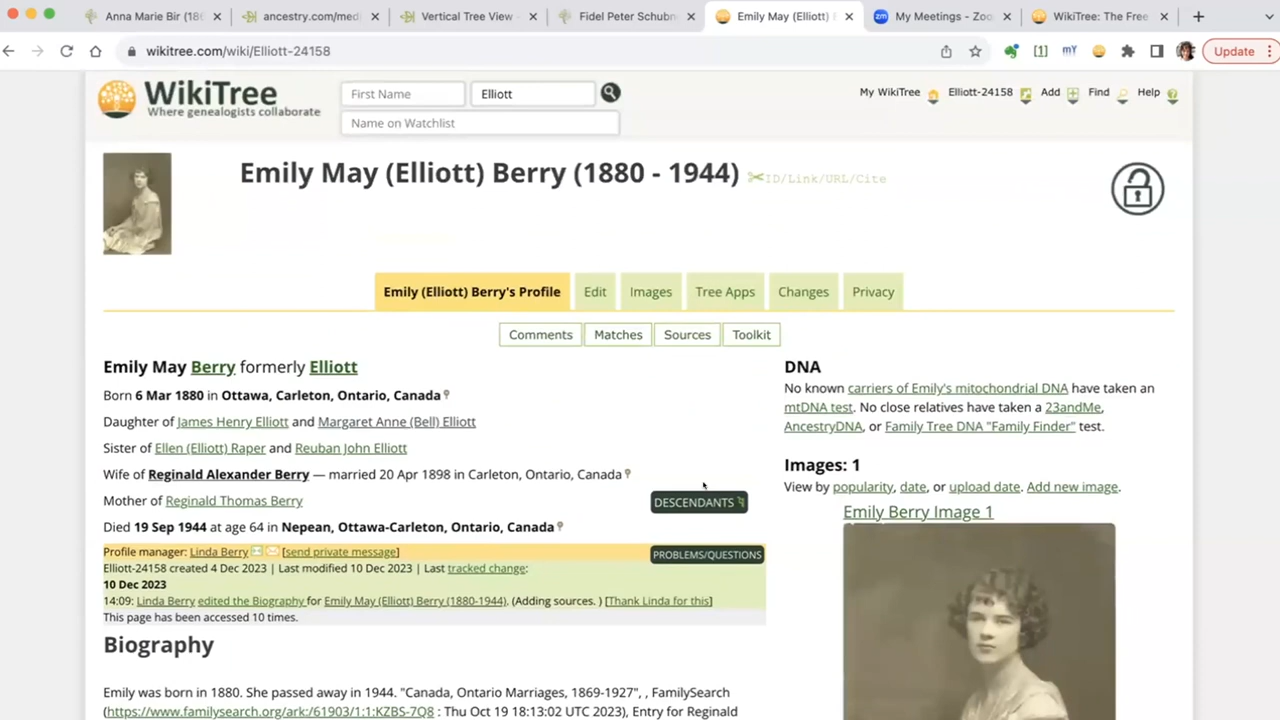 Anna Marie Bir (186
ancestry.com/medi
Vertical Tree View -
Fidel Peter Schubn
Emily May (Elliott) E
My Meetings - Zoo
WikiTree: The Free
wikitree.com/wiki/Elliott-24158
[1] mY Update
WikiTree
Where genealogists collaborate
First Name Elliott
Name on Watchlist
My WikiTree Elliott-24158 Add Find Help
Emily May (Elliott) Berry (1880 - 1944) ID/Link/URL/Cite
Emily (Elliott) Berry's Profile Edit Images Tree Apps Changes Privacy
Comments Matches Sources Toolkit
Emily May Berry formerly Elliott
Born 6 Mar 1880 in Ottawa, Carleton, Ontario, Canada
Daughter of James Henry Elliott and Margaret Anne (Bell) Elliott
Sister of Ellen (Elliott) Raper and Reuban John Elliott
Wife of Reginald Alexander Berry — married 20 Apr 1898 in Carleton, Ontario, Canada
Mother of Reginald Thomas Berry
DESCENDANTS
Died 19 Sep 1944 at age 64 in Nepean, Ottawa-Carleton, Ontario, Canada
Profile manager: Linda Berry [send private message]
PROBLEMS/QUESTIONS
Elliott-24158 created 4 Dec 2023 | Last modified 10 Dec 2023 | Last tracked change:
10 Dec 2023
14:09: Linda Berry edited the Biography for Emily May (Elliott) Berry (1880-1944). (Adding sources. ) [Thank Linda for this]
This page has been accessed 10 times.
Biography
Emily was born in 1880. She passed away in 1944. "Canada, Ontario Marriages, 1869-1927", , FamilySearch
(https://www.familysearch.org/ark:/61903/1:1:KZBS-7Q8 : Thu Oct 19 18:13:02 UTC 2023), Entry for Reginald
DNA
No known carriers of Emily's mitochondrial DNA have taken an
mtDNA test. No close relatives have taken a 23andMe,
AncestryDNA, or Family Tree DNA "Family Finder" test.
Images: 1
View by popularity, date, or upload date. Add new image.
Emily Berry Image 1